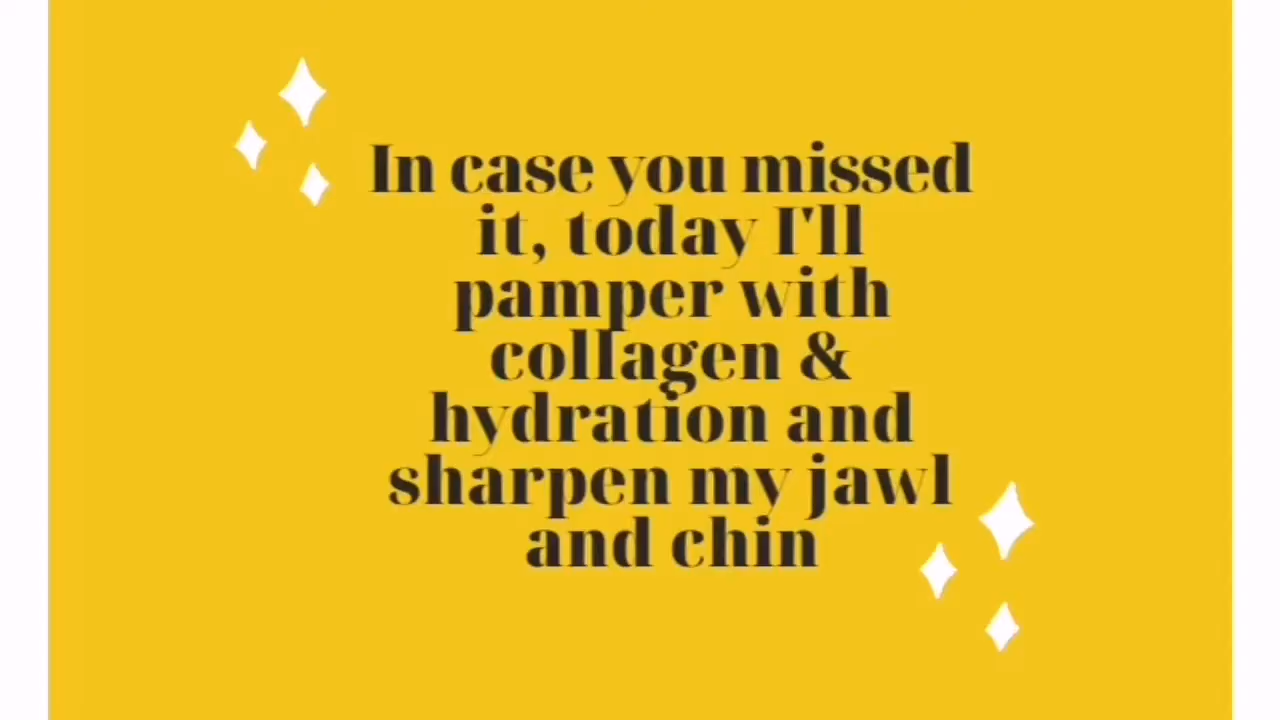 In case you missed
it, today I'll
pamper with
collagen &
hydration and
sharpen my jawl
and chin